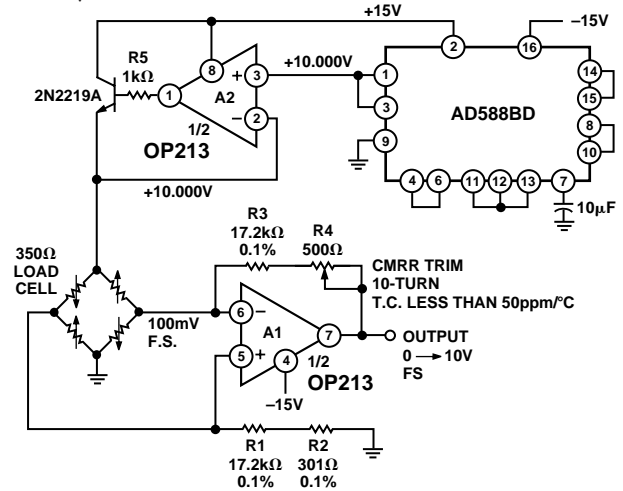 +15V
–15V
R5
1kΩ
+10.000V
2N2219A
A2
1/2
OP213
8
1
+
3
–
2
2
16
1
3
9
14
15
8
10
AD588BD
4
6
11
12
13
7
10μF
+10.000V
R3
17.2kΩ
0.1%
R4
500Ω
CMRR TRIM
10-TURN
T.C. LESS THAN 50ppm/°C
350Ω
LOAD
CELL
100mV
F.S.
6
–
A1
7
5
+
4
1/2
OP213
–15V
OUTPUT
0 → 10V
FS
R1
17.2kΩ
0.1%
R2
301Ω
0.1%